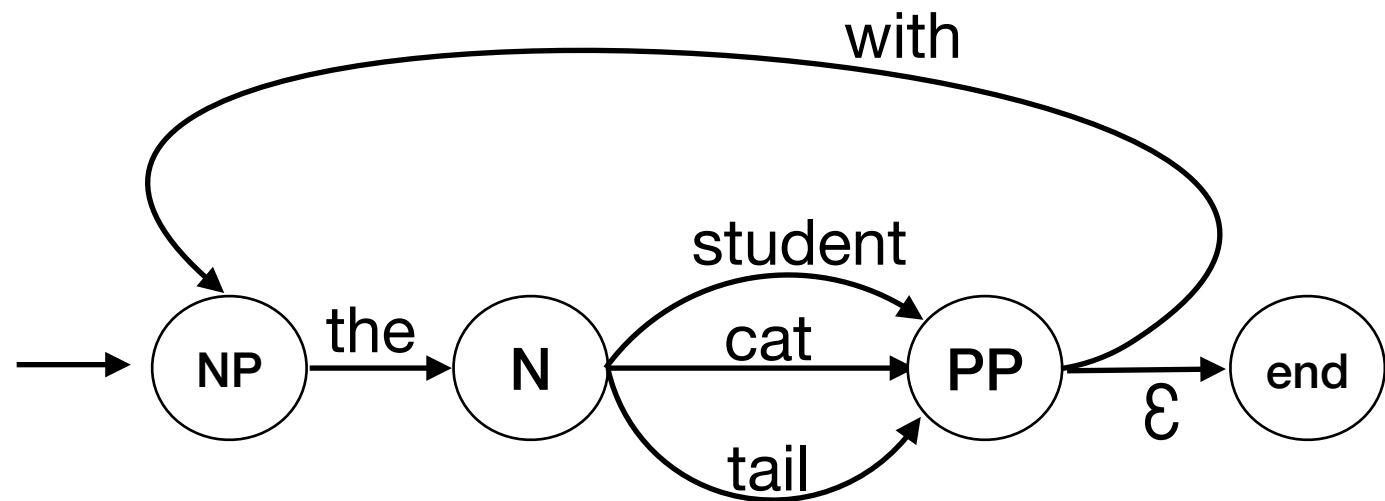 with
student
the
cat
NP
N
PP
end
ε
tail